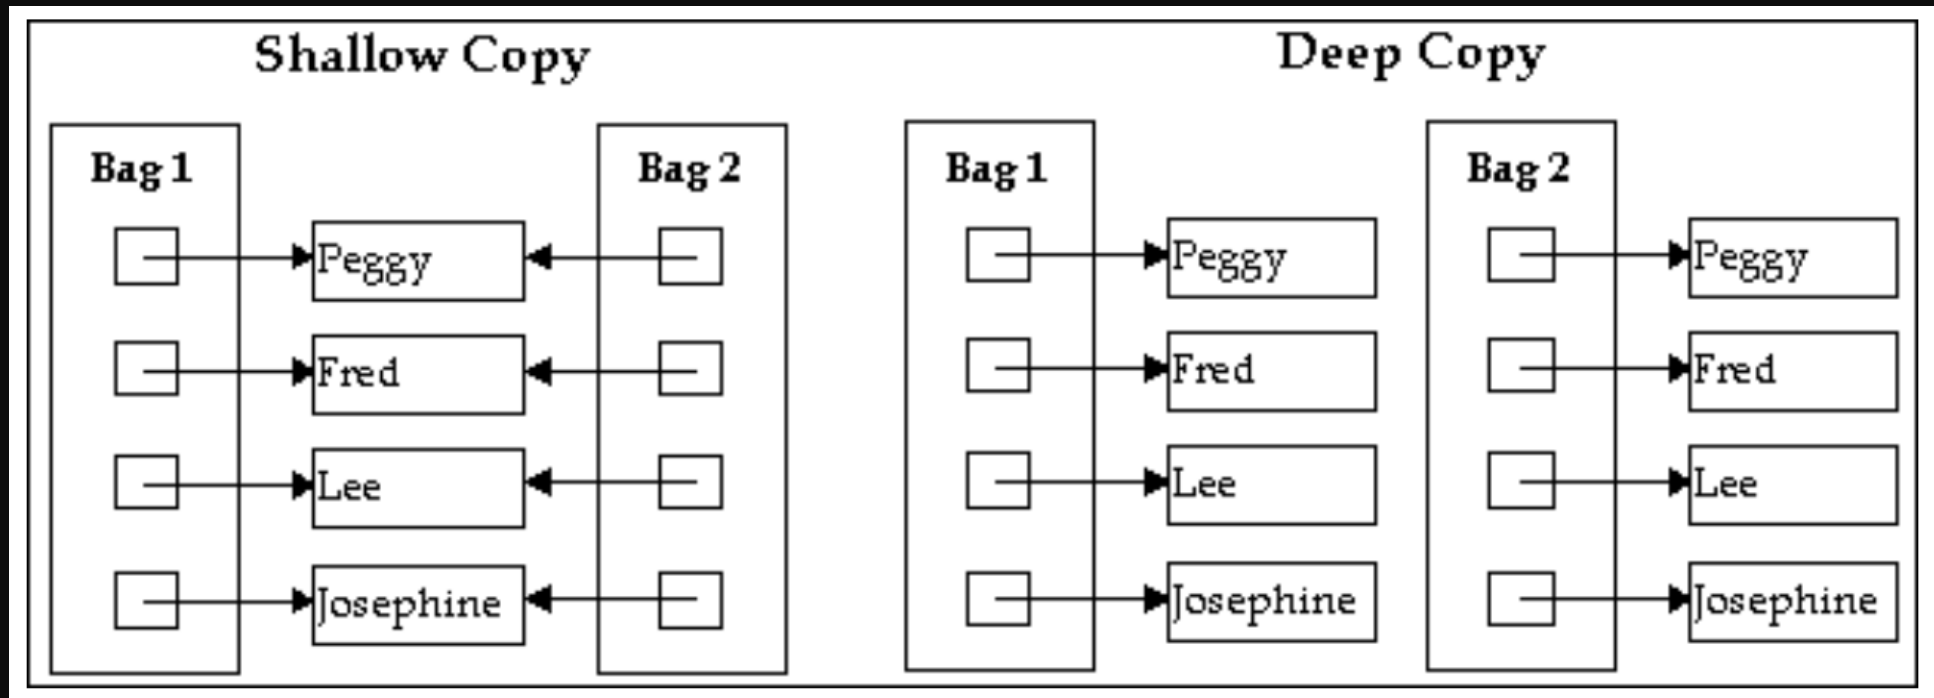 Shallow Copy
Bag 1
Bag 2
Peggy
Fred
Lee
Josephine
Deep Copy
Bag 1
Peggy
Fred
Lee
Josephine
Bag 2
Peggy
Fred
Lee
Josephine